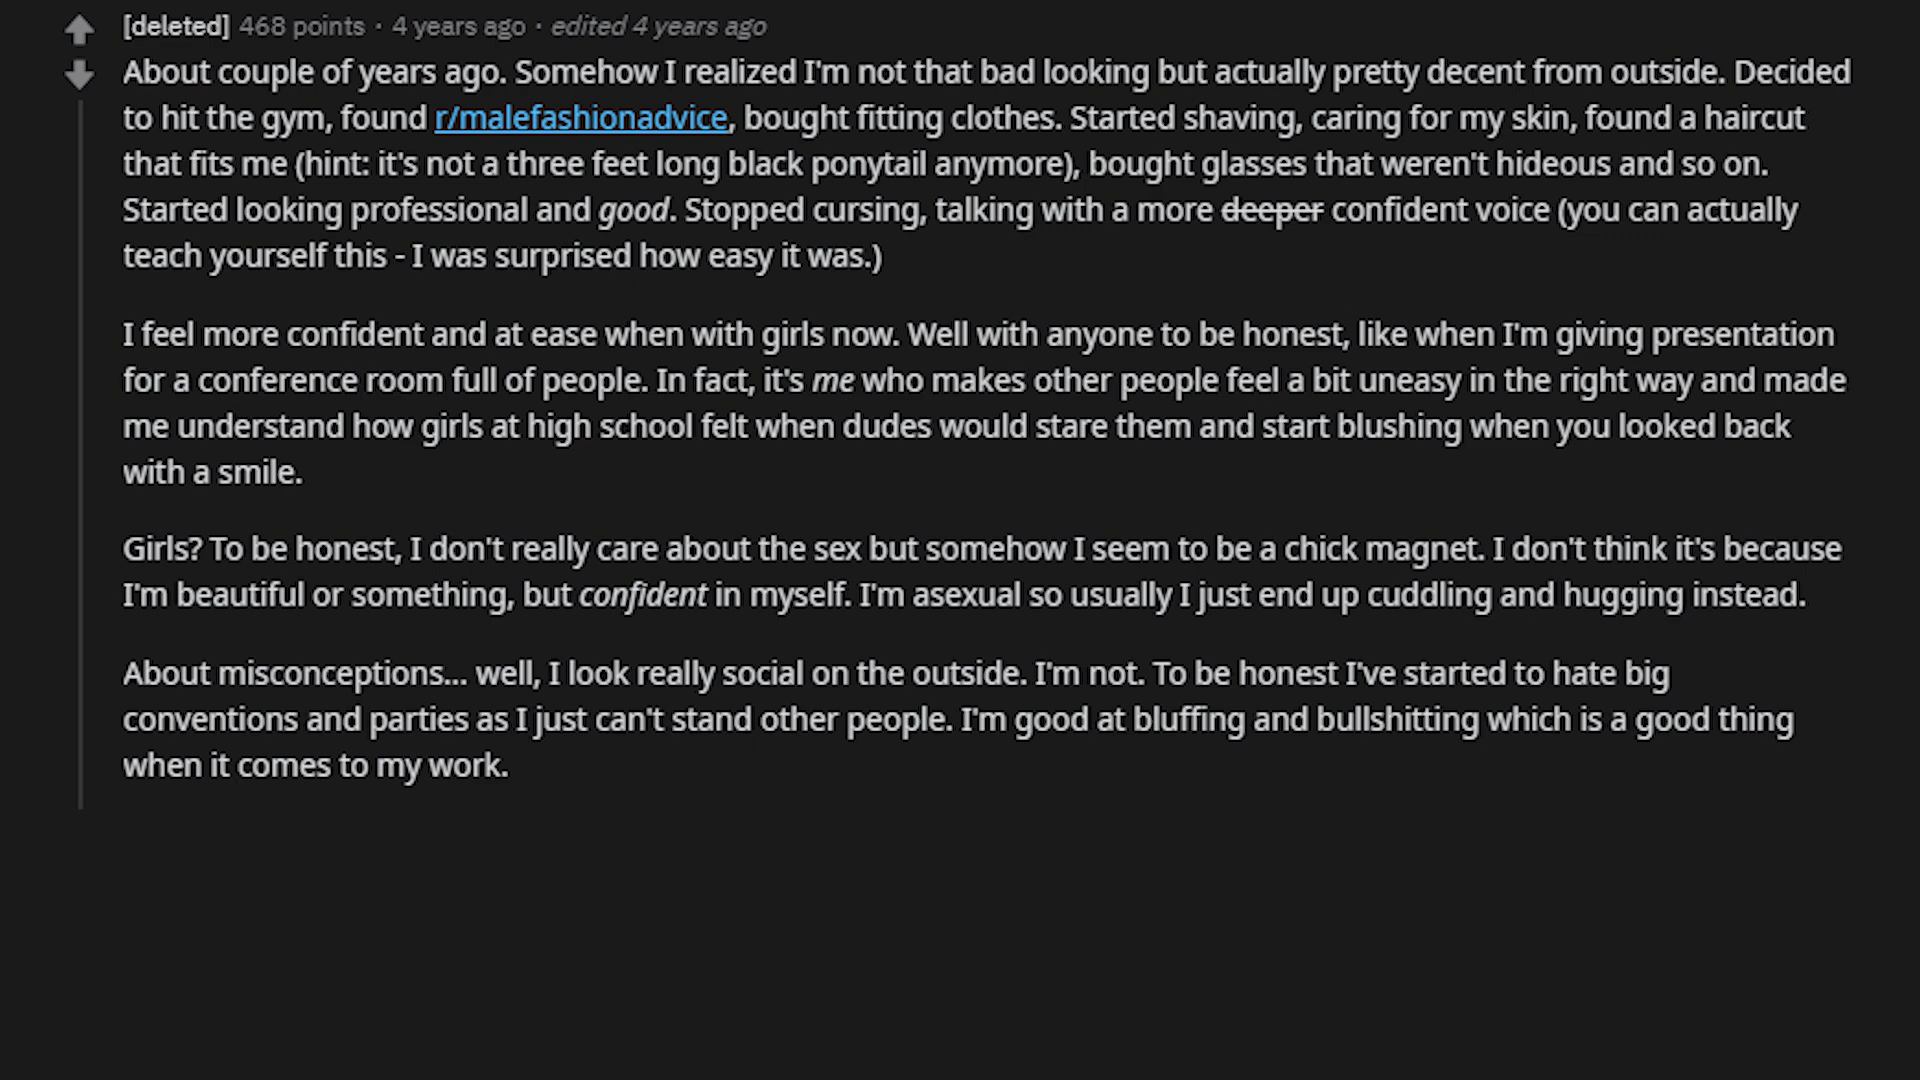 [deleted] 468 points · 4 years ago · edited 4 years ago
About couple of years ago. Somehow I realized I'm not that bad looking but actually pretty decent from outside. Decided
to hit the gym, found r/malefashionadvice, bought fitting clothes. Started shaving, caring for my skin, found a haircut
that fits me (hint: it's not a three feet long black ponytail anymore), bought glasses that weren't hideous and so on.
Started looking professional and good. Stopped cursing, talking with a more deeper confident voice (you can actually
teach yourself this - I was surprised how easy it was.)
I feel more confident and at ease when with girls now. Well with anyone to be honest, like when I'm giving presentation
for a conference room full of people. In fact, it's me who makes other people feel a bit uneasy in the right way and made
me understand how girls at high school felt when dudes would stare them and start blushing when you looked back
with a smile.
Girls? To be honest, I don't really care about the sex but somehow I seem to be a chick magnet. I don't think it's because
I'm beautiful or something, but confident in myself. I'm asexual so usually I just end up cuddling and hugging instead.
About misconceptions... well, I look really social on the outside. I'm not. To be honest I've started to hate big
conventions and parties as I just can't stand other people. I'm good at bluffing and bullshitting which is a good thing
when it comes to my work.